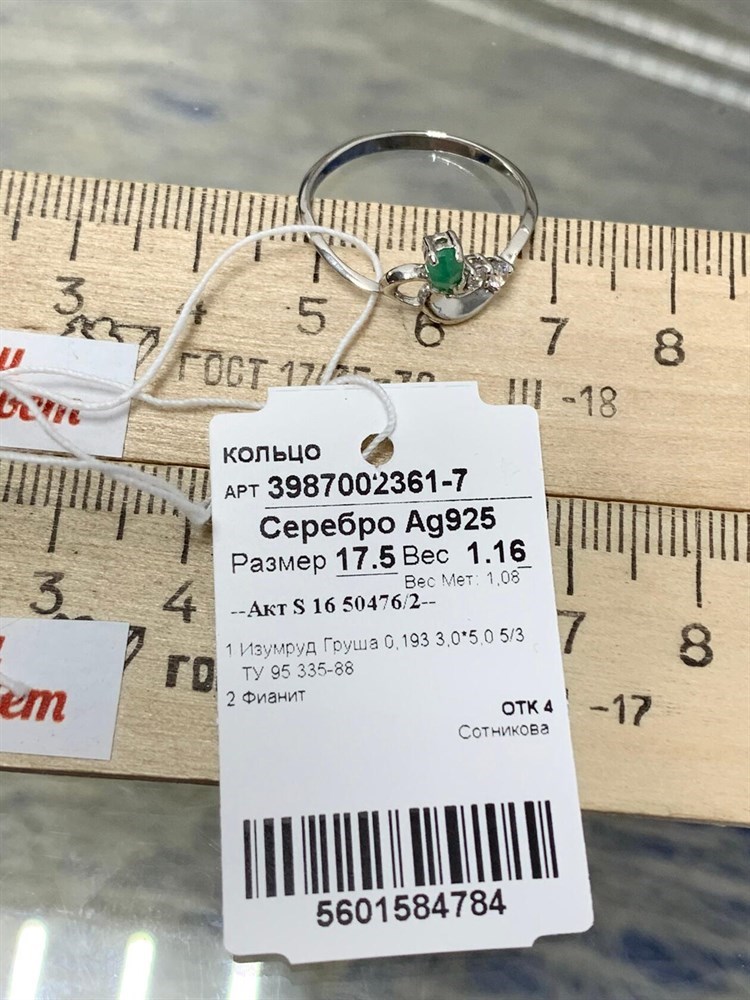 3 4 5 6 7 8
ГОСТ 17
Ш -18
кольцо
АРТ 3987002361-7
Серебро Ag925
Размер 17.5 Вес 1.16
Вес Мет: 1,08
--Акт S 16 50476/2--
1 Изумруд Груша 0,193 3,0*5,0 5/3
ТУ 95 335-88
2 Фианит
ОТК 4
Сотникова
5601584784
3 4 7 8
ГО
-17